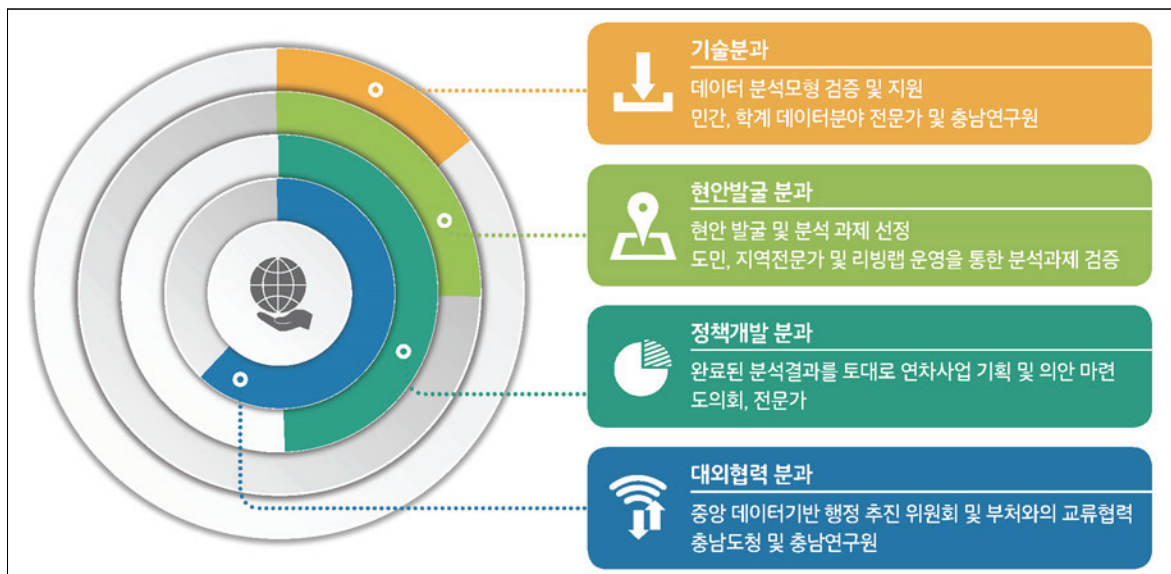 기술분과
데이터 분석모형 검증 및 지원
민간, 학계 데이터분야 전문가 및 충남연구원
현안발굴 분과
현안 발굴 및 분석 과제 선정
도민, 지역전문가 및 리빙랩 운영을 통한 분석과제 검증
정책개발 분과
완료된 분석결과를 토대로 연차사업 기획 및 의안 마련
도의회, 전문가
대외협력 분과
중앙 데이터기반 행정 추진 위원회 및 부처와의 교류협력
충남도청 및 충남연구원